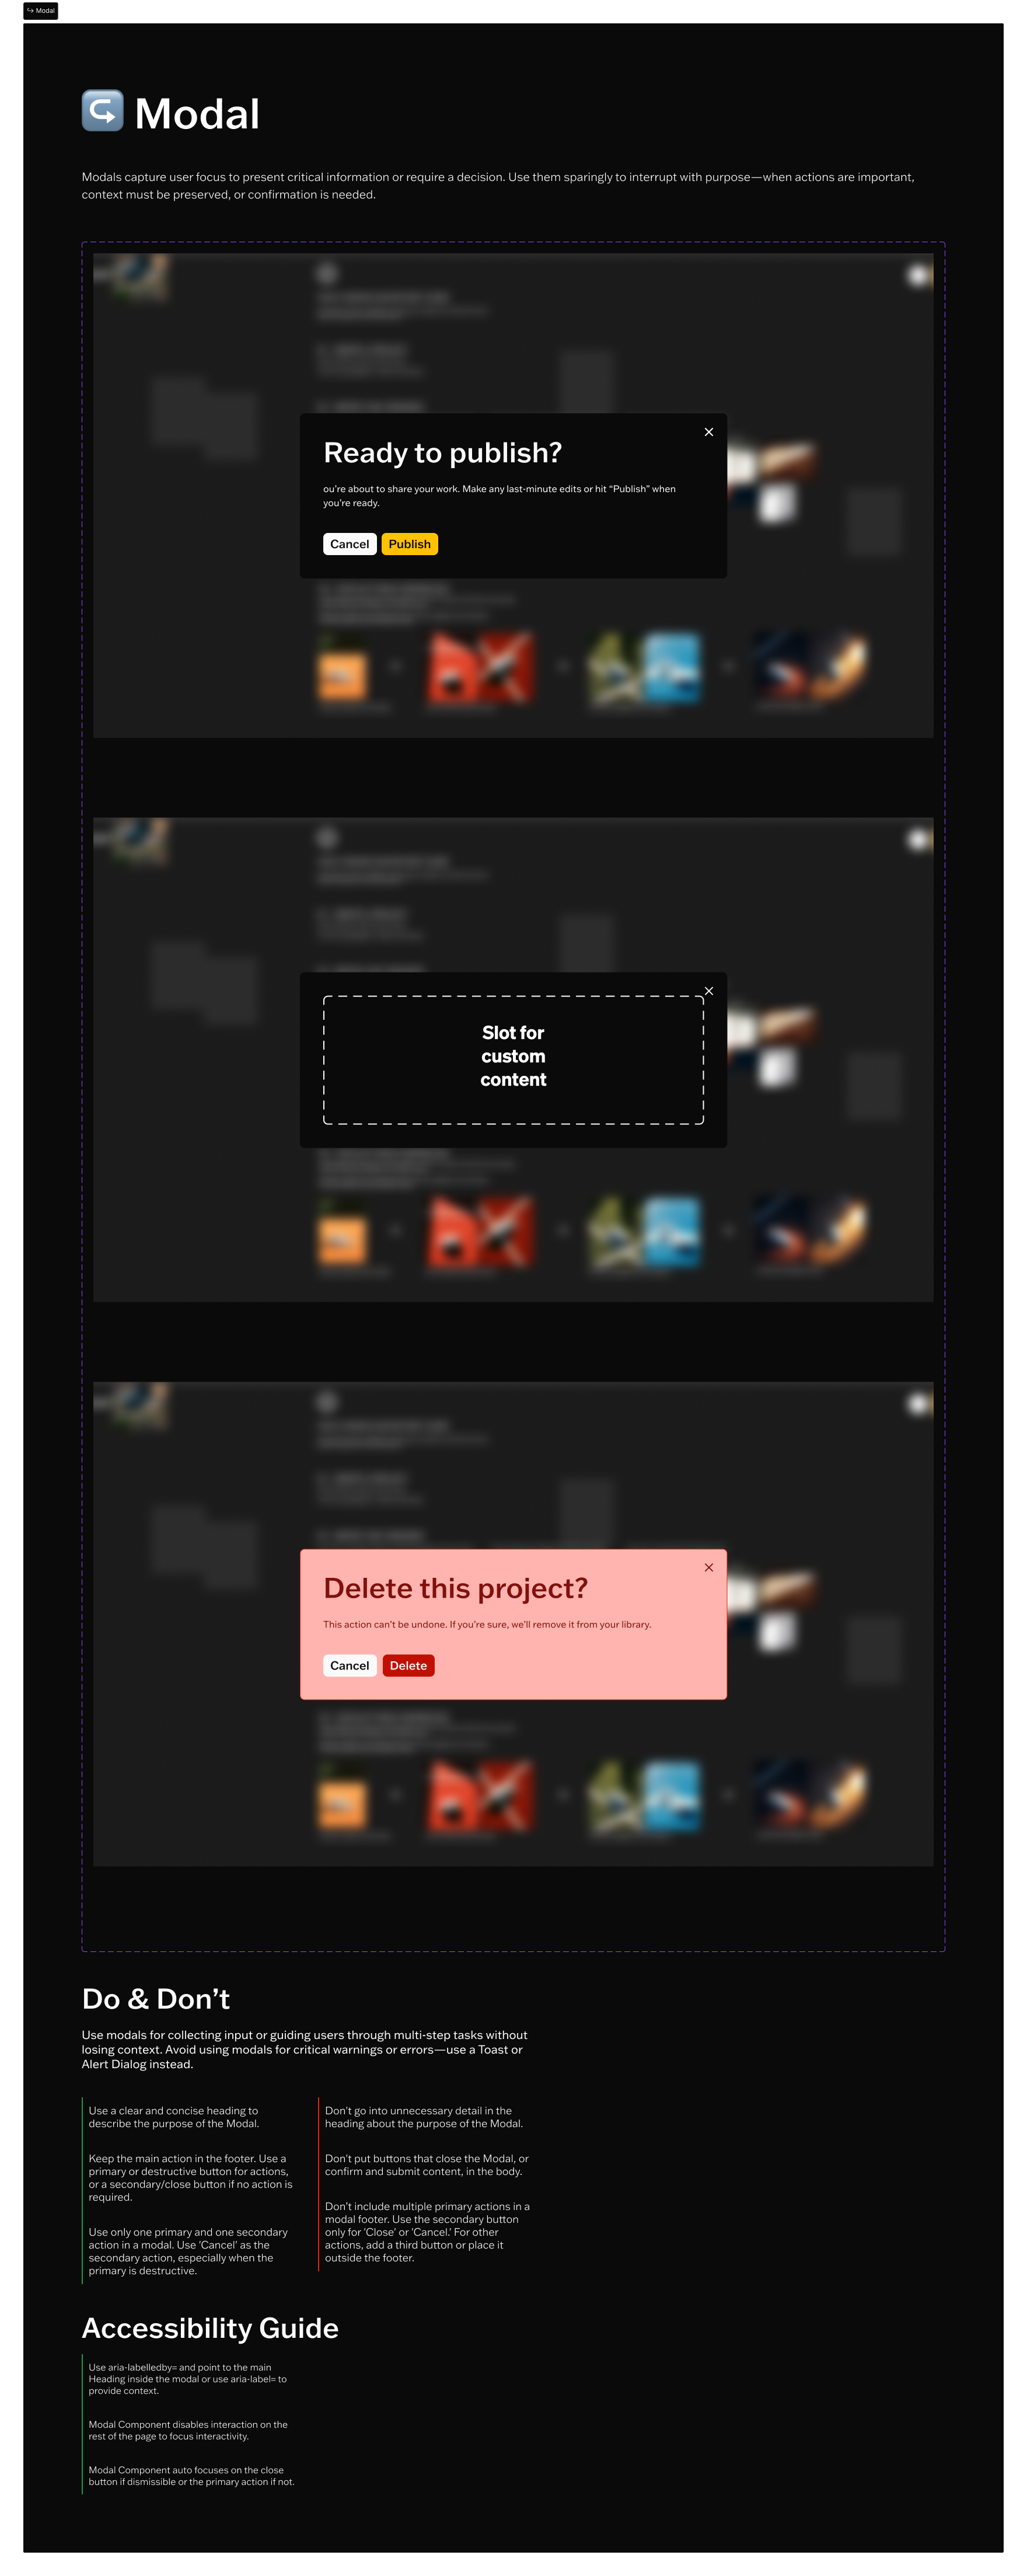 Modal
Modal
Modals capture user focus to present critical information or require a decision. Use them sparingly to interrupt with purpose—when actions are important,
context must be preserved, or confirmation is needed.
Ready to publish?
ou’re about to share your work. Make any last-minute edits or hit “Publish” when
you’re ready.
Cancel Publish
Slot for
custom
content
Delete this project?
This action can’t be undone. If you’re sure, we’ll remove it from your library.
Cancel Delete
Do & Don’t
Use modals for collecting input or guiding users through multi-step tasks without
losing context. Avoid using modals for critical warnings or errors—use a Toast or
Alert Dialog instead.
Use a clear and concise heading to
describe the purpose of the Modal.
Keep the main action in the footer. Use a
primary or destructive button for actions,
or a secondary/close button if no action is
required.
Use only one primary and one secondary
action in a modal. Use 'Cancel' as the
secondary action, especially when the
primary is destructive.
Don't go into unnecessary detail in the
heading about the purpose of the Modal.
Don't put buttons that close the Modal, or
confirm and submit content, in the body.
Don't include multiple primary actions in a
modal footer. Use the secondary button
only for 'Close' or 'Cancel.' For other
actions, add a third button or place it
outside the footer.
Accessibility Guide
Use aria-labelledby= and point to the main
Heading inside the modal or use aria-label= to
provide context.
Modal Component disables interaction on the
rest of the page to focus interactivity.
Modal Component auto focuses on the close
button if dismissible or the primary action if not.